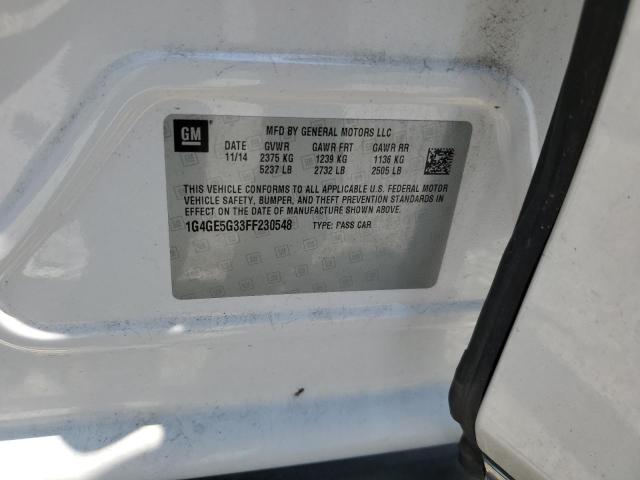 GM
MFD BY GENERAL MOTORS LLC
DATE GVWR GAWR FRT GAWR RR
11/14 2375 KG 1239 KG 1136 KG
5237 LB 2732 LB 2505 LB
THIS VEHICLE CONFORMS TO ALL APPLICABLE U.S. FEDERAL MOTOR
VEHICLE SAFETY, BUMPER, AND THEFT PREVENTION STANDARDS IN
EFFECT ON THE DATE OF MANUFACTURE SHOWN ABOVE.
1G4GE5G33FF230548 TYPE: PASS CAR